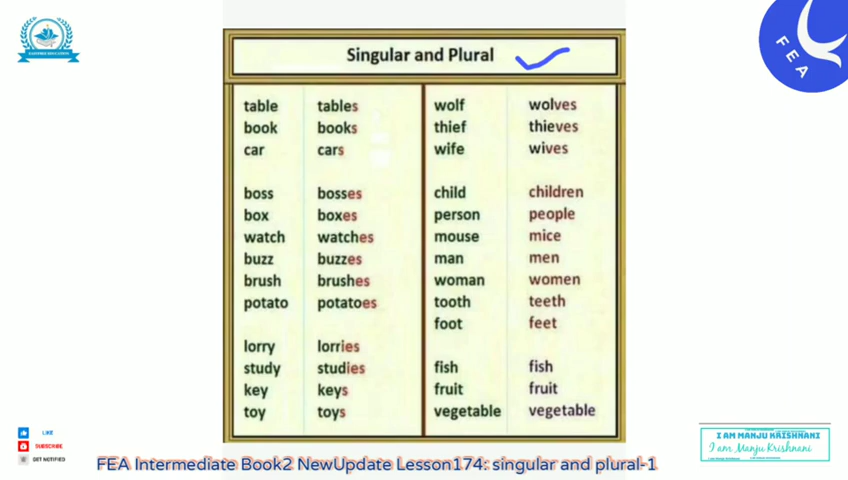 FEA
Singular and Plural
table tables
book books
car cars
boss bosses
box boxes
watch watches
buzz buzzes
brush brushes
potato potatoes
lorry lorries
study studies
key keys
toy toys
wolf wolves
thief thieves
wife wives
child children
person people
mouse mice
man men
woman women
tooth teeth
foot feet
fish fish
fruit fruit
vegetable vegetable
LIKE
SUBSCRIBE
GET NOTIFIED
I AM MANJU KRISHNANI
I am Manju Krishnani
FEA Intermediate Book2 NewUpdate Lesson174: singular and plural-1